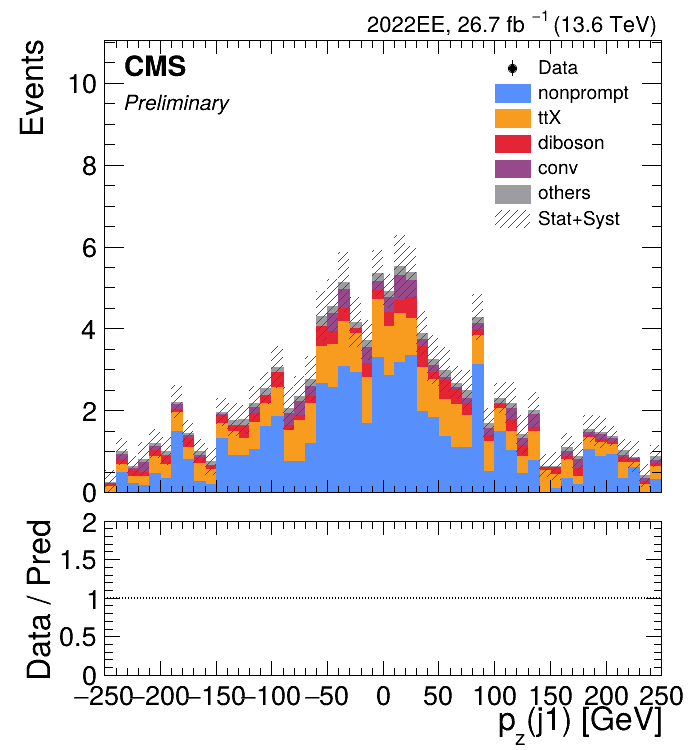 2022EE, 26.7 fb⁻¹ (13.6 TeV)
CMS
Preliminary
Data
nonprompt
ttX
diboson
conv
others
Stat+Syst
Events
10
8
6
4
2
0
Data / Pred
2
1.5
1
0.5
0
−250 −200 −150 −100 −50 0 50 100 150 200 250
p_z(j1) [GeV]